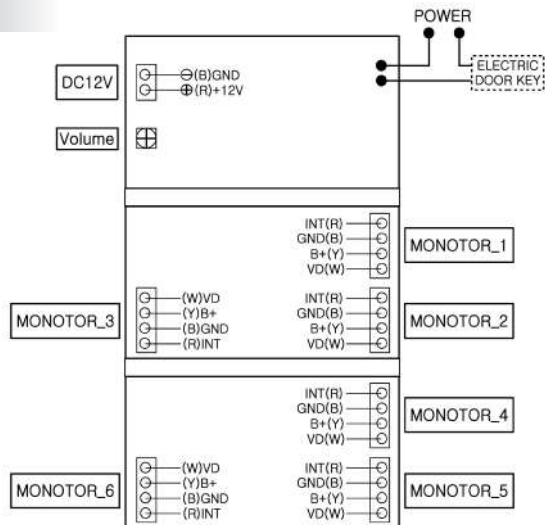 POWER
ELECTRIC
DOOR KEY
DC12V
⊖(B)GND
⊕(R)+12V
Volume
INT(R)
GND(B)
B+(Y)
VD(W)
MONOTOR_1
MONOTOR_3
(W)VD
(Y)B+
(B)GND
(R)INT
INT(R)
GND(B)
B+(Y)
VD(W)
MONOTOR_2
INT(R)
GND(B)
B+(Y)
VD(W)
MONOTOR_4
MONOTOR_6
(W)VD
(Y)B+
(B)GND
(R)INT
INT(R)
GND(B)
B+(Y)
VD(W)
MONOTOR_5